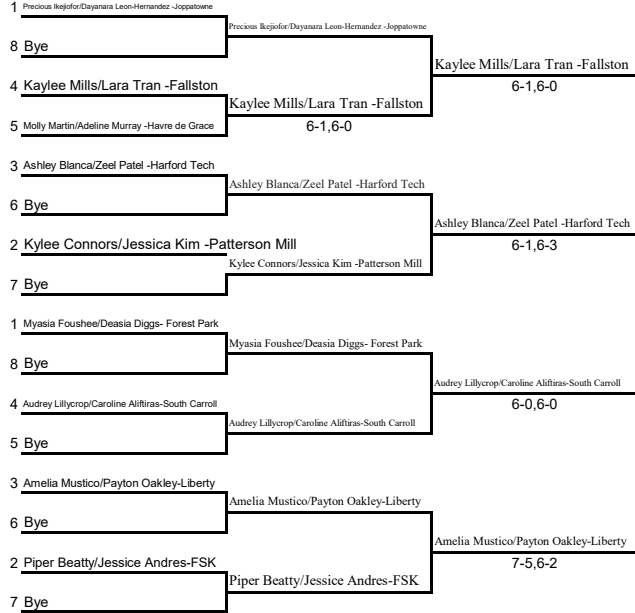 1 Precious Ikejiofor/Dayanara Leon-Hernandez -Joppatowne
Precious Ikejiofor/Dayanara Leon-Hernandez -Joppatowne
8 Bye
Kaylee Mills/Lara Tran -Fallston
6-1,6-0
4 Kaylee Mills/Lara Tran -Fallston
Kaylee Mills/Lara Tran -Fallston
6-1,6-0
5 Molly Martin/Adeline Murray -Havre de Grace
3 Ashley Blanca/Zeel Patel -Harford Tech
Ashley Blanca/Zeel Patel -Harford Tech
6 Bye
Ashley Blanca/Zeel Patel -Harford Tech
6-1,6-3
2 Kylee Connors/Jessica Kim -Patterson Mill
Kylee Connors/Jessica Kim -Patterson Mill
7 Bye
1 Myasia Foushee/Deasia Diggs- Forest Park
Myasia Foushee/Deasia Diggs- Forest Park
8 Bye
Audrey Lillycrop/Caroline Aliftiras-South Carroll
6-0,6-0
4 Audrey Lillycrop/Caroline Aliftiras-South Carroll
Audrey Lillycrop/Caroline Aliftiras-South Carroll
5 Bye
3 Amelia Mustico/Payton Oakley-Liberty
Amelia Mustico/Payton Oakley-Liberty
6 Bye
Amelia Mustico/Payton Oakley-Liberty
7-5,6-2
2 Piper Beatty/Jessice Andres-FSK
Piper Beatty/Jessice Andres-FSK
7 Bye